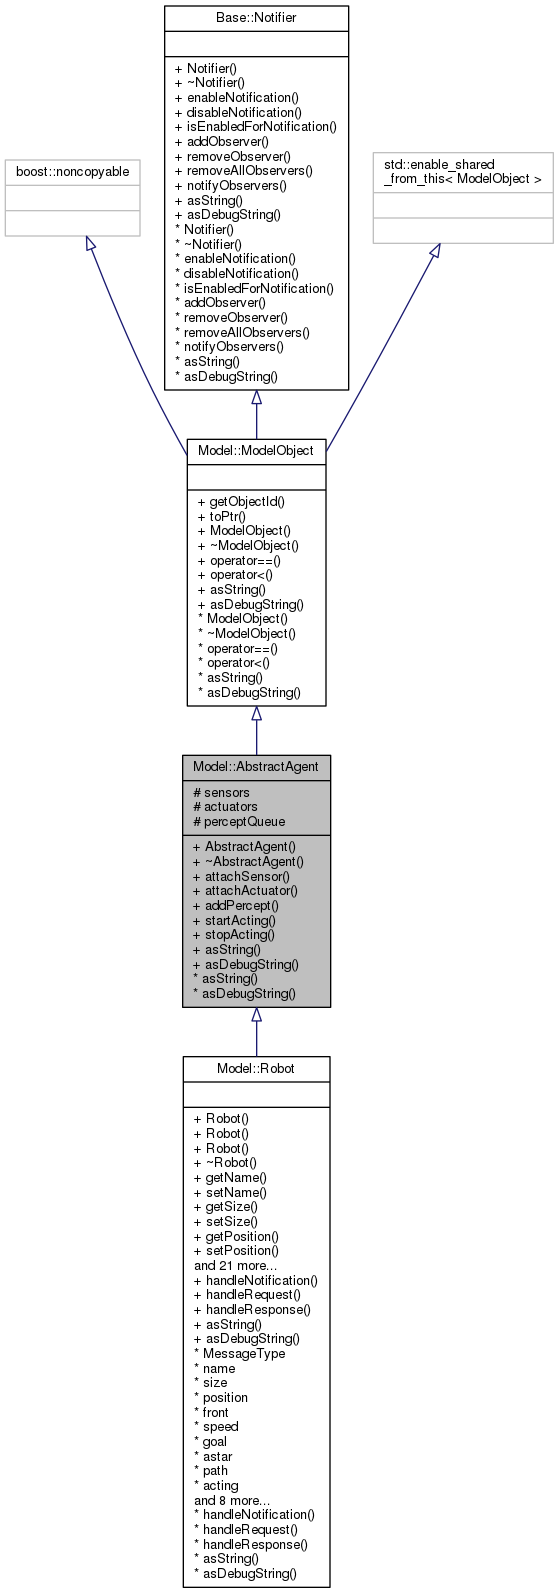 Base::Notifier
+ Notifier()
+ ~Notifier()
+ enableNotification()
+ disableNotification()
+ isEnabledForNotification()
+ addObserver()
+ removeObserver()
+ removeAllObservers()
+ notifyObservers()
+ asString()
+ asDebugString()
* Notifier()
* ~Notifier()
* enableNotification()
* disableNotification()
* isEnabledForNotification()
* addObserver()
* removeObserver()
* removeAllObservers()
* notifyObservers()
* asString()
* asDebugString()
boost::noncopyable
std::enable_shared
_from_this< ModelObject >
Model::ModelObject
+ getObjectId()
+ toPtr()
+ ModelObject()
+ ~ModelObject()
+ operator==()
+ operator<()
+ asString()
+ asDebugString()
* ModelObject()
* ~ModelObject()
* operator==()
* operator<()
* asString()
* asDebugString()
Model::AbstractAgent
# sensors
# actuators
# perceptQueue
+ AbstractAgent()
+ ~AbstractAgent()
+ attachSensor()
+ attachActuator()
+ addPercept()
+ startActing()
+ stopActing()
+ asString()
+ asDebugString()
* asString()
* asDebugString()
Model::Robot
+ Robot()
+ Robot()
+ Robot()
+ ~Robot()
+ getName()
+ setName()
+ getSize()
+ setSize()
+ getPosition()
+ setPosition()
and 21 more...
+ handleNotification()
+ handleRequest()
+ handleResponse()
+ asString()
+ asDebugString()
* MessageType
* name
* size
* position
* front
* speed
* goal
* astar
* path
* acting
and 8 more...
* handleNotification()
* handleRequest()
* handleResponse()
* asString()
* asDebugString()